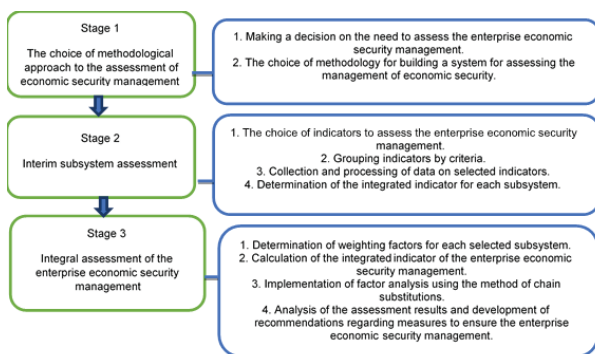 Stage 1
The choice of methodological
approach to the assessment of
economic security management
1. Making a decision on the need to assess the enterprise economic
security management.
2. The choice of methodology for building a system for assessing the
management of economic security.
Stage 2
Interim subsystem assessment
1. The choice of indicators to assess the enterprise economic security
management.
2. Grouping indicators by criteria.
3. Collection and processing of data on selected indicators.
4. Determination of the integrated indicator for each subsystem.
Stage 3
Integral assessment of the
enterprise economic security
management
1. Determination of weighting factors for each selected subsystem.
2. Calculation of the integrated indicator of the enterprise economic
security management.
3. Implementation of factor analysis using the method of chain
substitutions.
4. Analysis of the assessment results and development of
recommendations regarding measures to ensure the enterprise
economic security management.